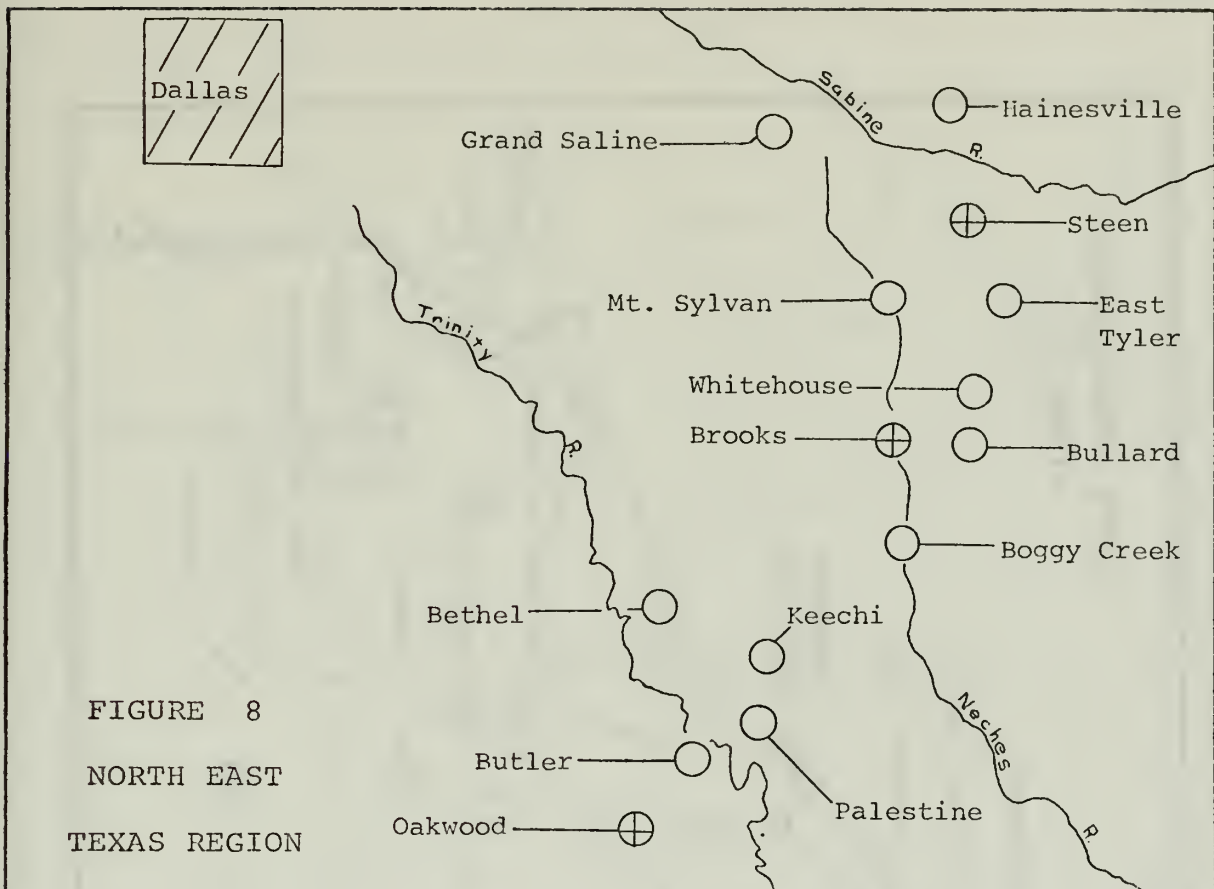 Dallas
Sabine R.
Hainesville
Grand Saline
Steen
Mt. Sylvan
East
Tyler
Trinity R.
Whitehouse
Brooks
Bullard
Boggy Creek
Bethel
Keechi
Neches R.
FIGURE 8
NORTH EAST
TEXAS REGION
Butler
Palestine
Oakwood